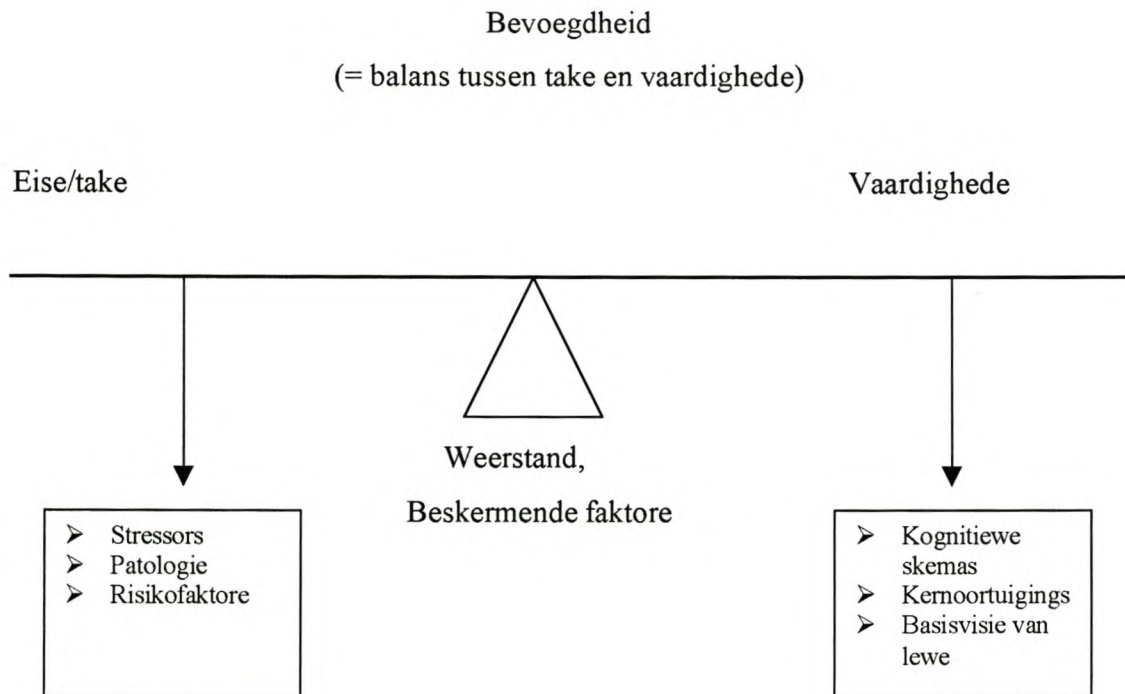 Bevoegdheid
(= balans tussen take en vaardighede)
Eise/take
Vaardighede
Weerstand,
Beskermende faktore
➢ Stressors
➢ Patologie
➢ Risikofaktore
➢ Kognitiewe
skemas
➢ Kernoortuigings
➢ Basisvisie van
lewe